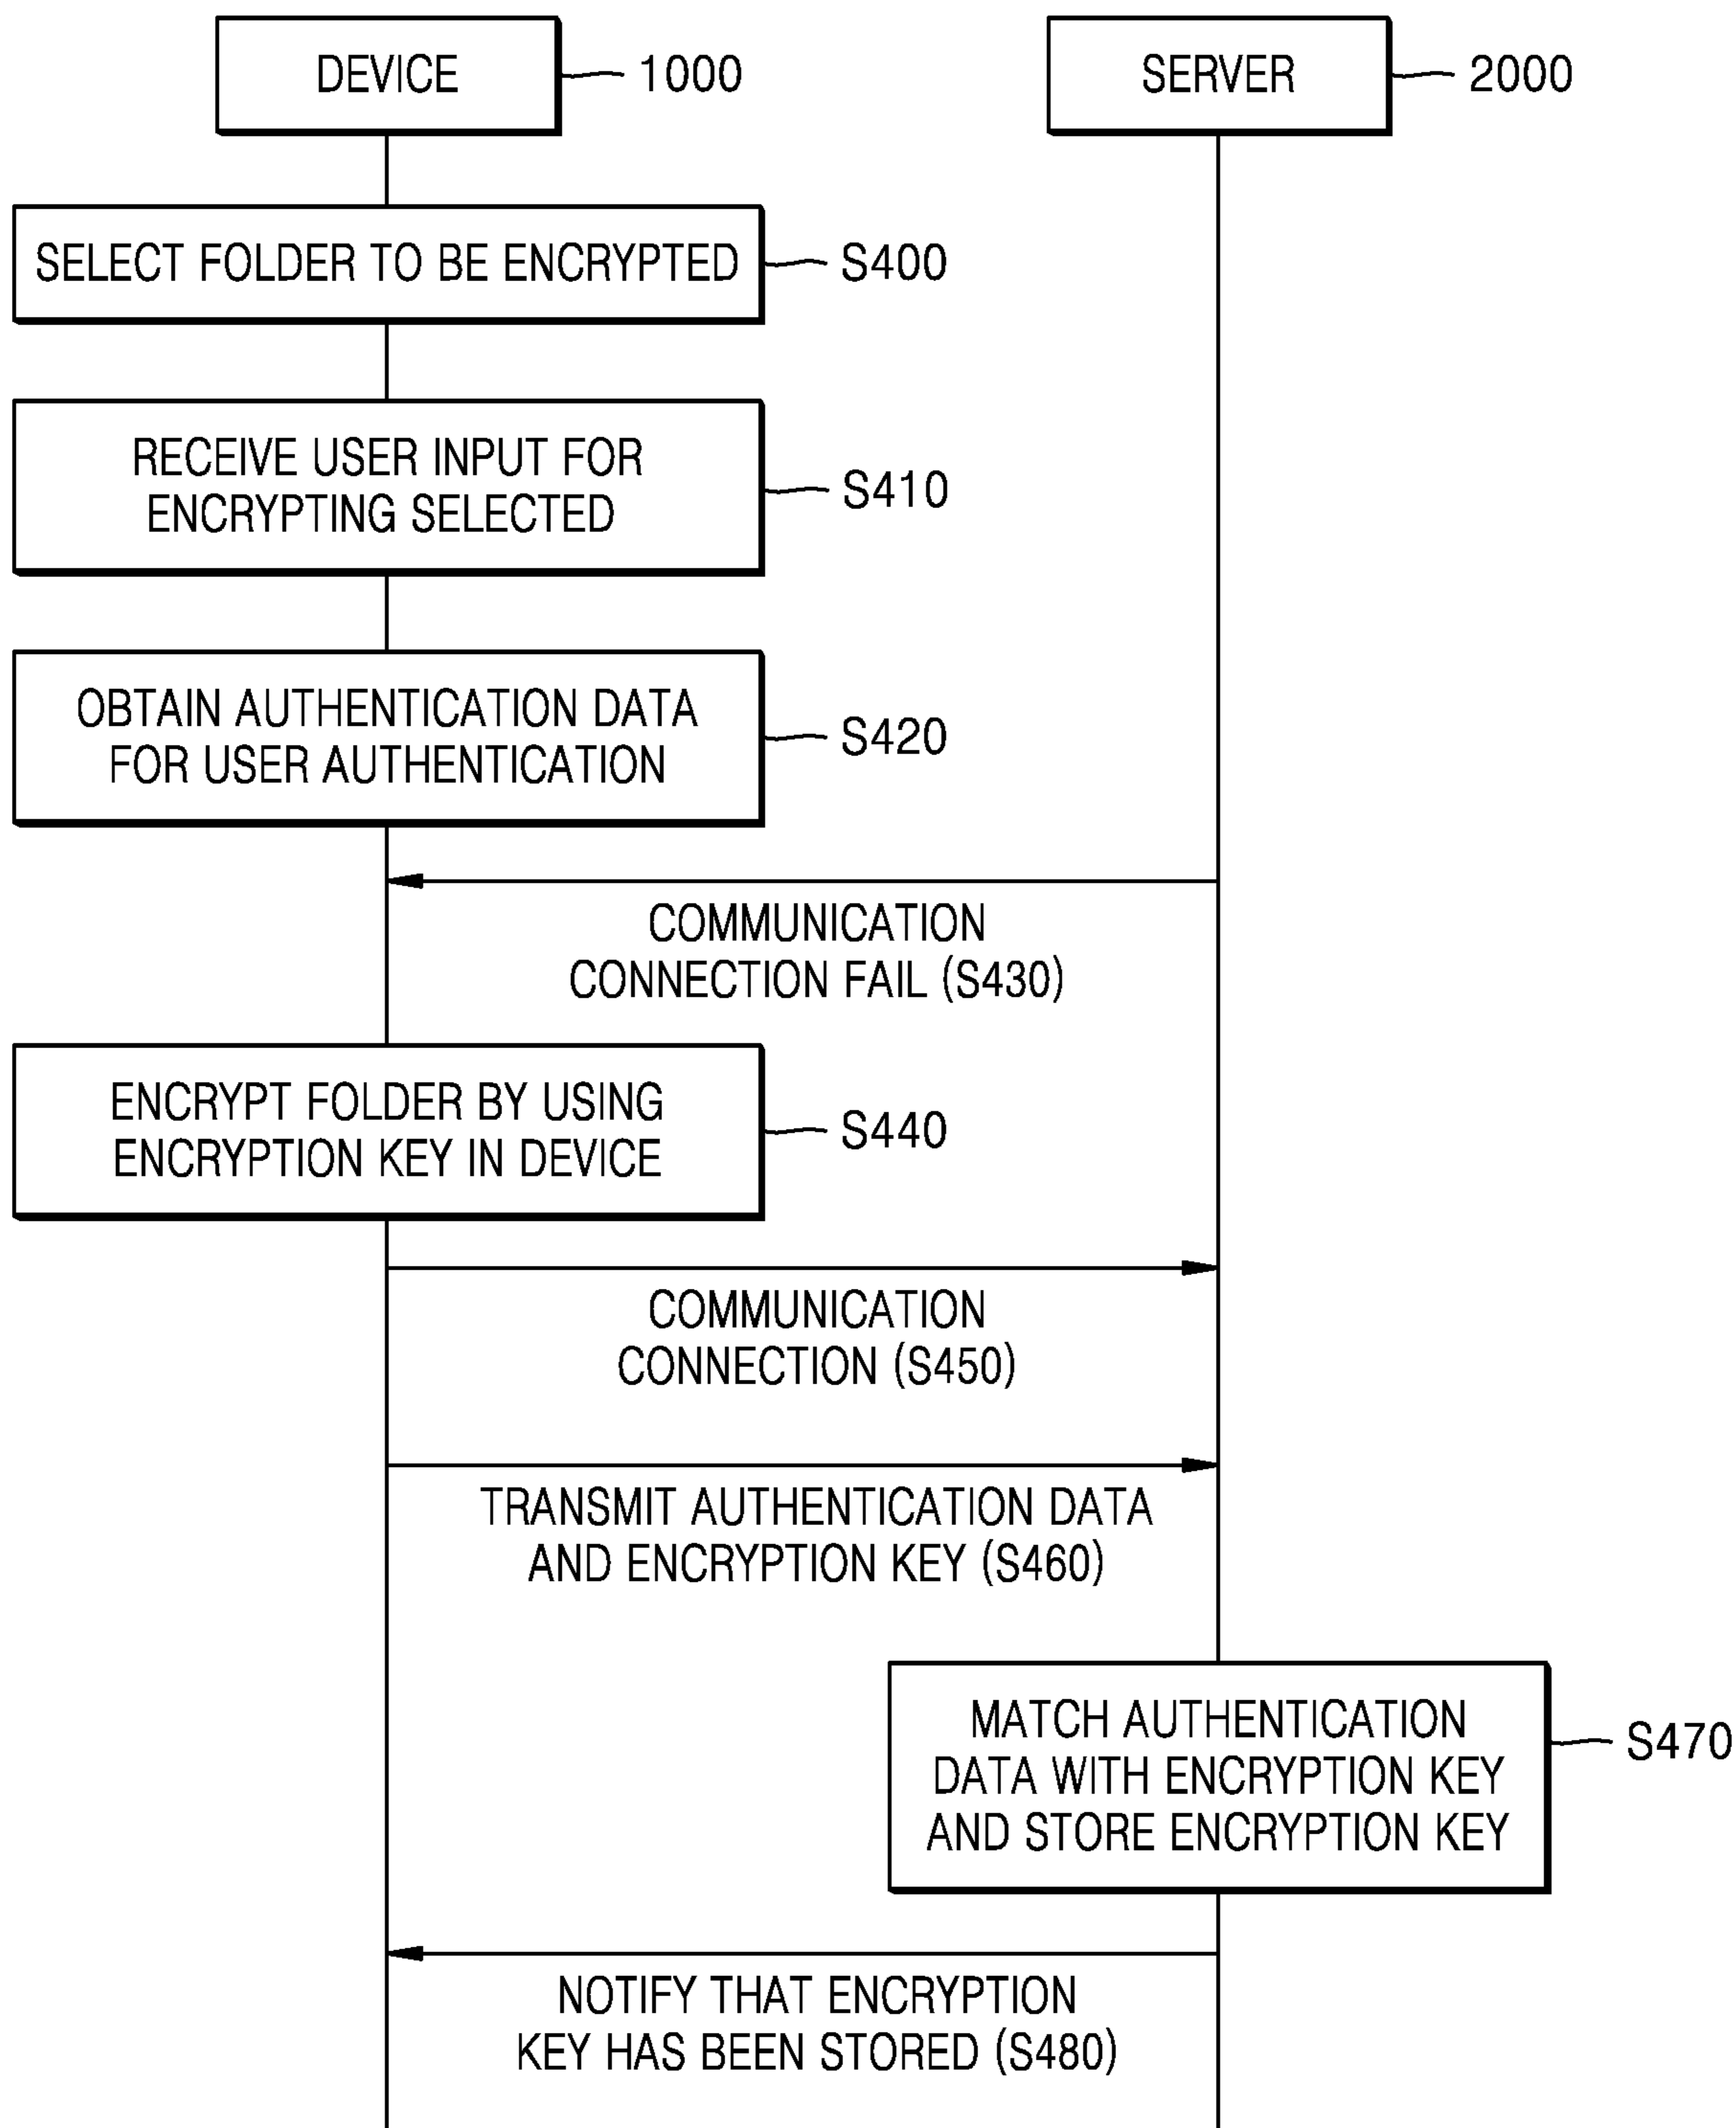 DEVICE
1000
SERVER
2000
SELECT FOLDER TO BE ENCRYPTED
S400
RECEIVE USER INPUT FOR
ENCRYPTING SELECTED
S410
OBTAIN AUTHENTICATION DATA
FOR USER AUTHENTICATION
S420
COMMUNICATION
CONNECTION FAIL (S430)
ENCRYPT FOLDER BY USING
ENCRYPTION KEY IN DEVICE
S440
COMMUNICATION
CONNECTION (S450)
TRANSMIT AUTHENTICATION DATA
AND ENCRYPTION KEY (S460)
MATCH AUTHENTICATION
DATA WITH ENCRYPTION KEY
AND STORE ENCRYPTION KEY
S470
NOTIFY THAT ENCRYPTION
KEY HAS BEEN STORED (S480)